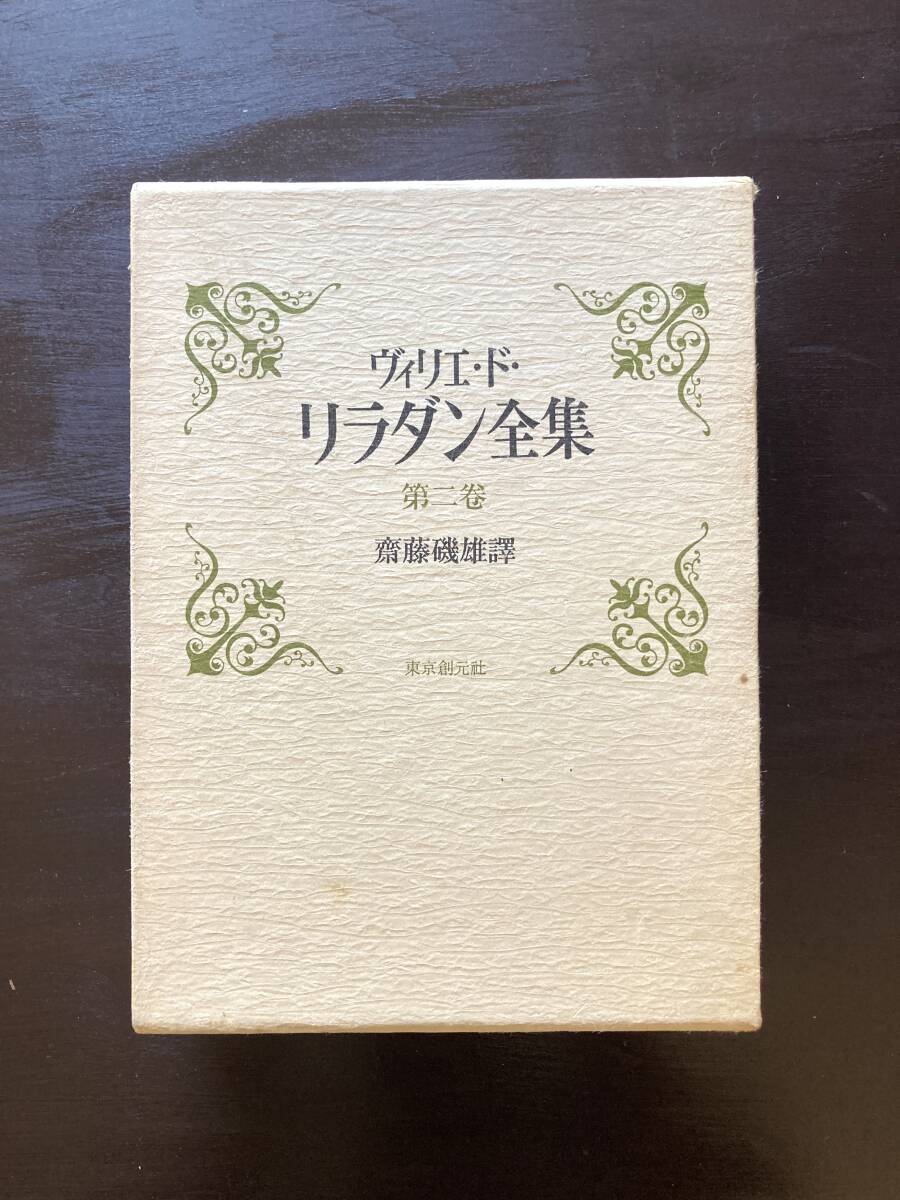 ヴィリエ・ド・
リラダン全集
第二巻
齋藤磯雄譯
東京創元社